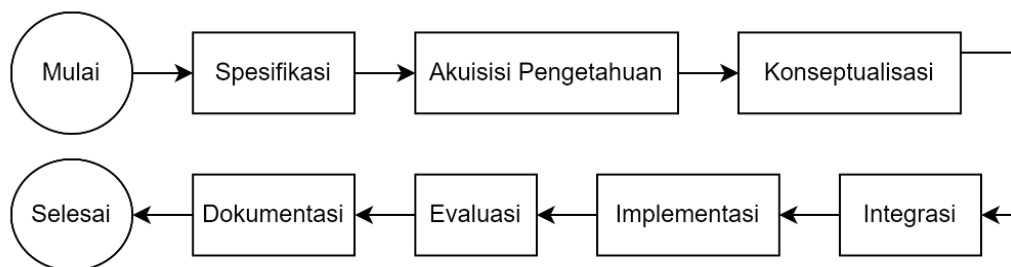 Mulai
Spesifikasi
Akuisisi Pengetahuan
Konseptualisasi
Integrasi
Implementasi
Evaluasi
Dokumentasi
Selesai